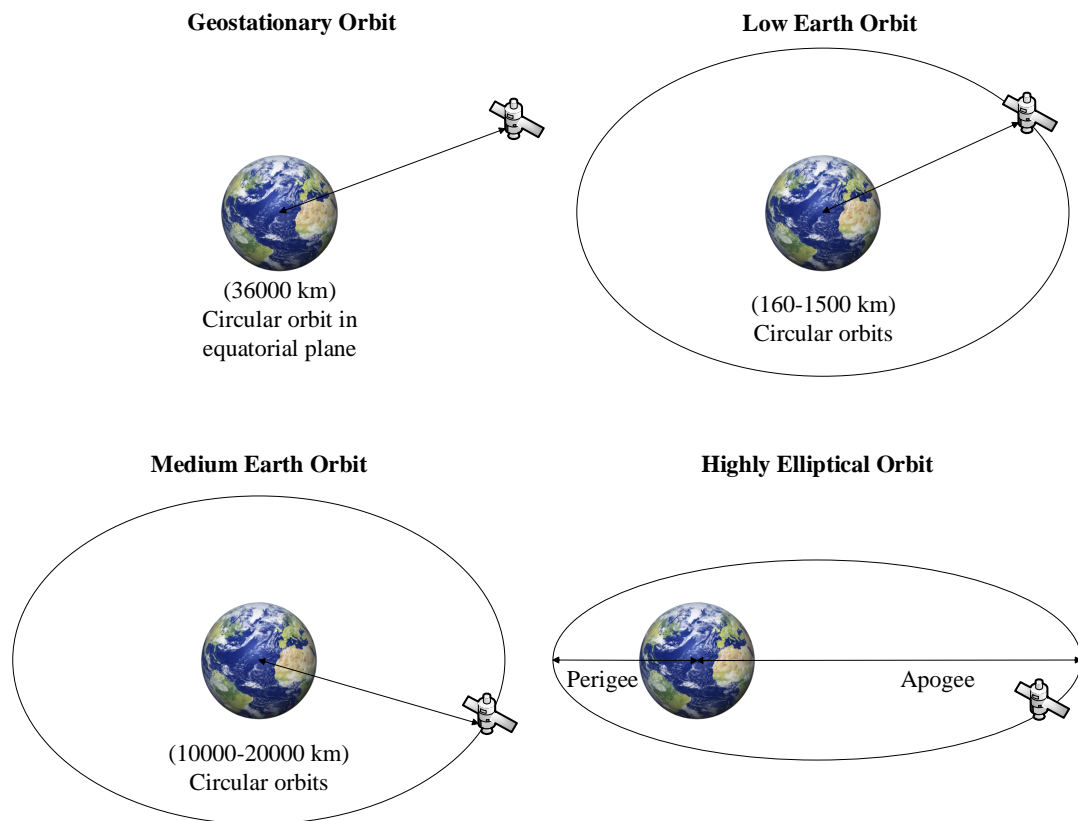 Geostationary Orbit
(36000 km)
Circular orbit in
equatorial plane
Low Earth Orbit
(160-1500 km)
Circular orbits
Medium Earth Orbit
(10000-20000 km)
Circular orbits
Highly Elliptical Orbit
Perigee
Apogee